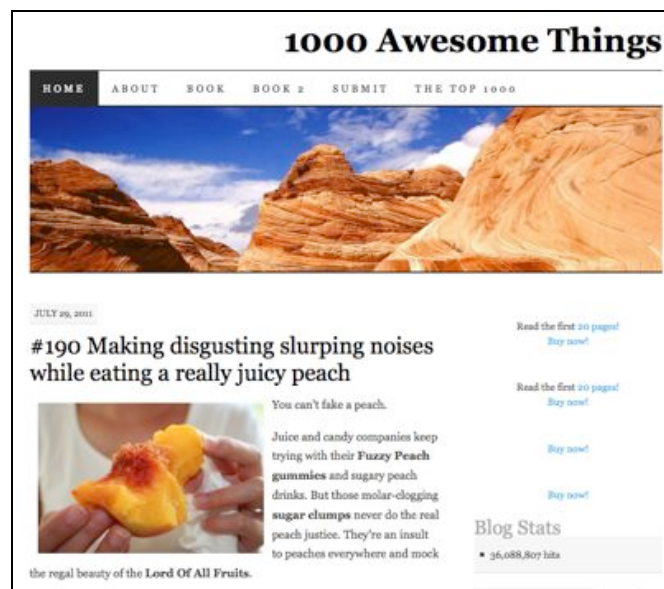 1000 Awesome Things
HOME ABOUT BOOK BOOK 2 SUBMIT THE TOP 1000
JULY 29, 2011
#190 Making disgusting slurping noises
while eating a really juicy peach
You can't fake a peach.
Juice and candy companies keep
trying with their Fuzzy Peach
gummies and sugary peach
drinks. But those molar-clogging
sugar clumps never do the real
peach justice. They're an insult
to peaches everywhere and mock
the regal beauty of the Lord Of All Fruits.
Read the first 20 pages!
Buy now!
Read the first 20 pages!
Buy now!
Buy now!
Buy now!
Blog Stats
36,088,807 hits